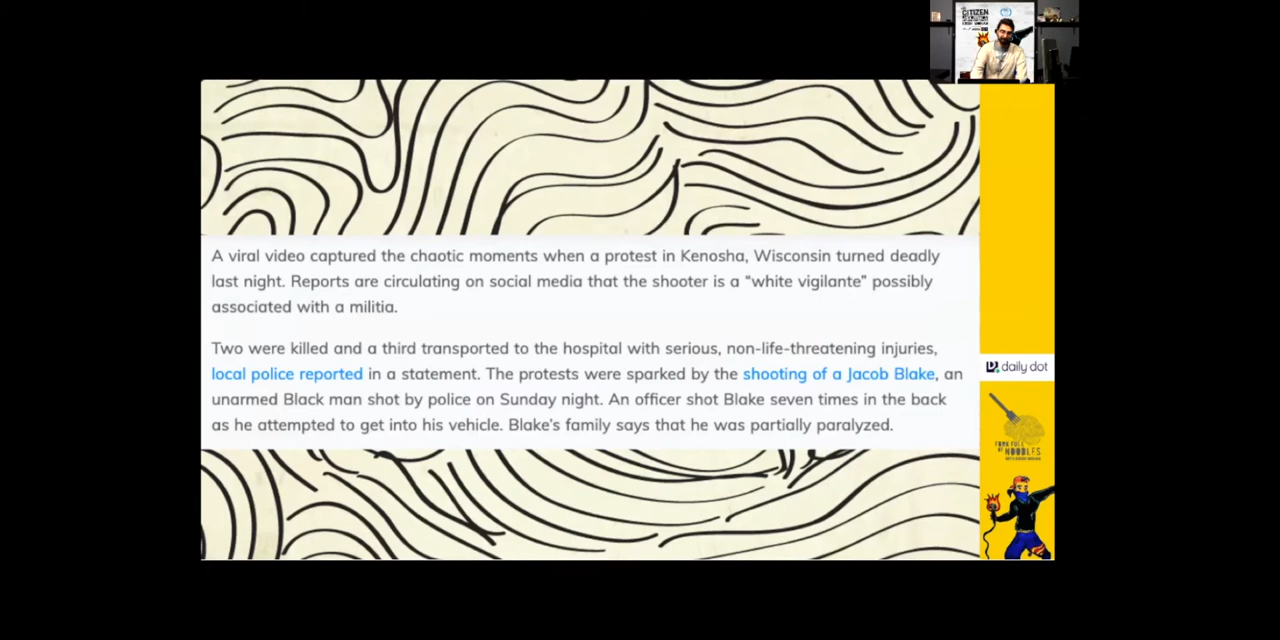 CITIZEN
A viral video captured the chaotic moments when a protest in Kenosha, Wisconsin turned deadly
last night. Reports are circulating on social media that the shooter is a “white vigilante” possibly
associated with a militia.
Two were killed and a third transported to the hospital with serious, non-life-threatening injuries,
local police reported in a statement. The protests were sparked by the shooting of a Jacob Blake, an
unarmed Black man shot by police on Sunday night. An officer shot Blake seven times in the back
as he attempted to get into his vehicle. Blake’s family says that he was partially paralyzed.
daily dot
FORK FULL
OF NOODLES